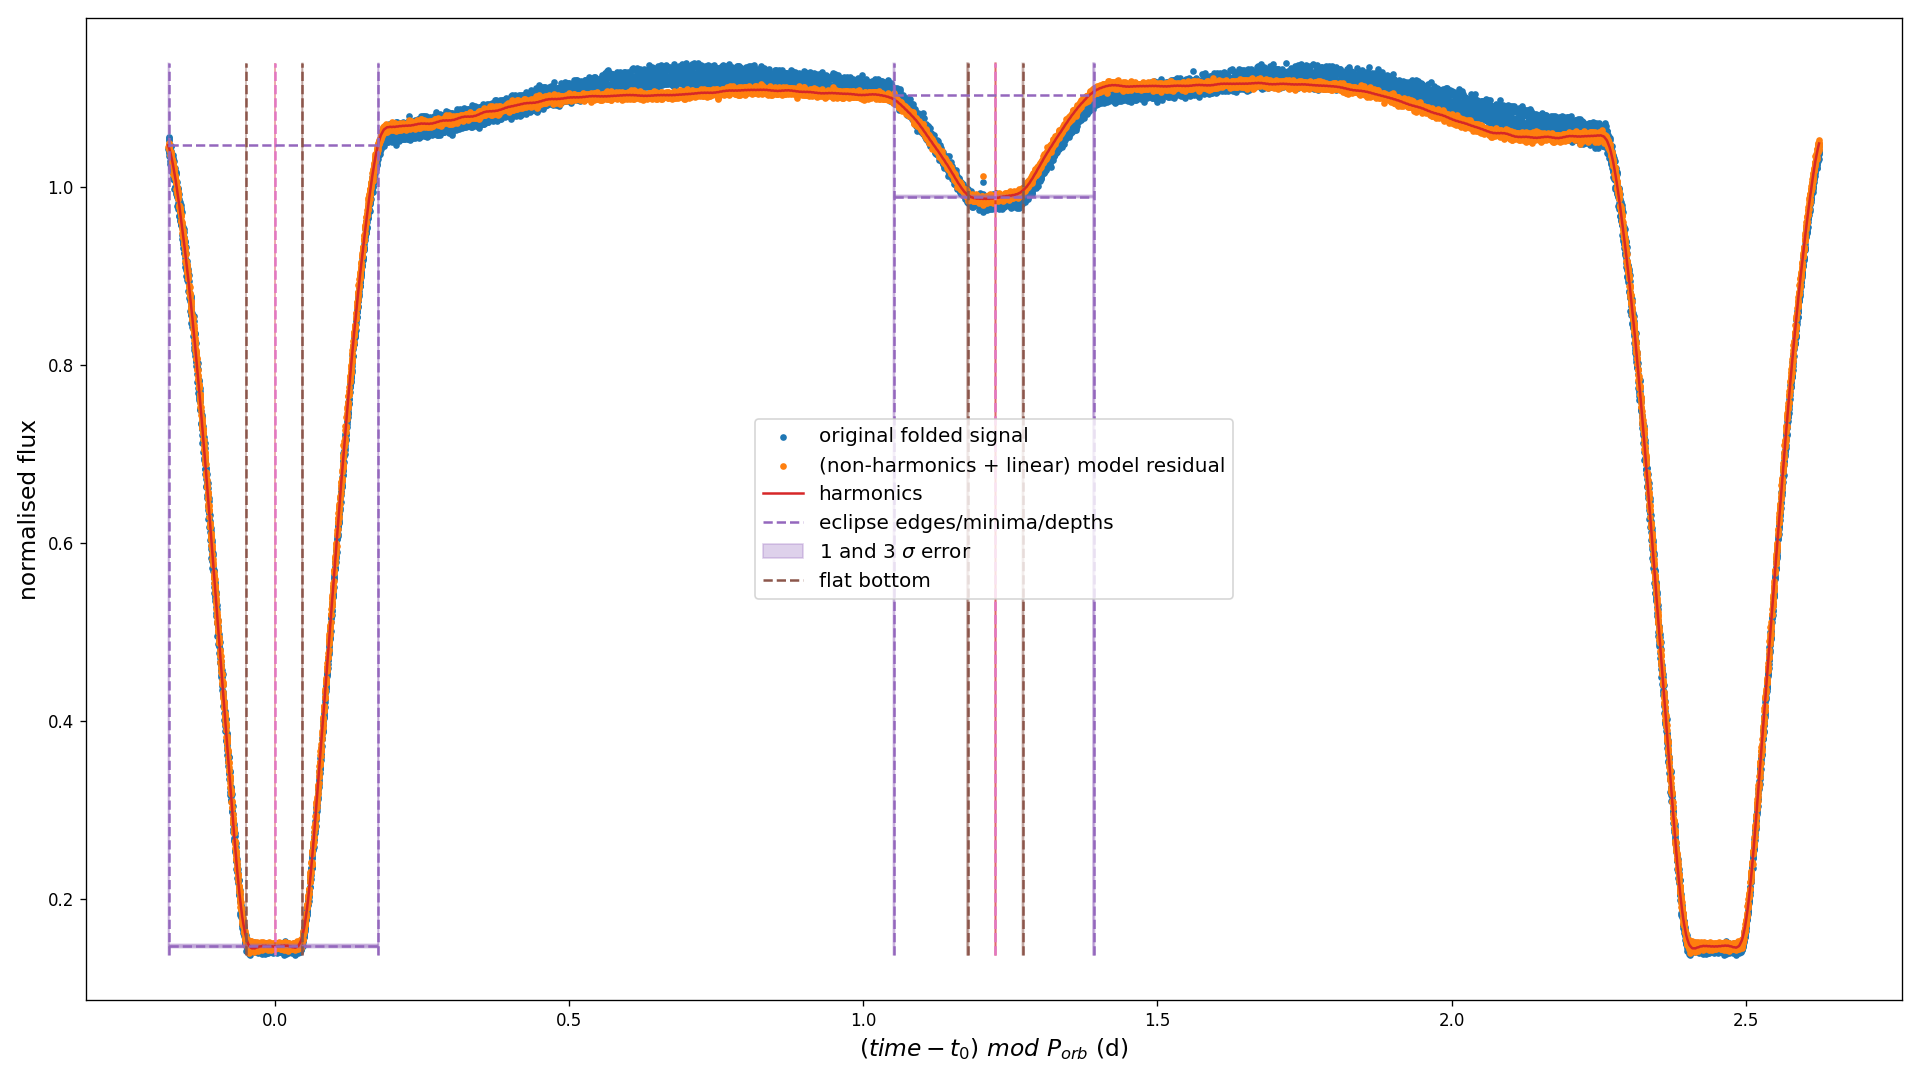 normalised flux
1.0
0.8
0.6
0.4
0.2
original folded signal
(non-harmonics + linear) model residual
harmonics
eclipse edges/minima/depths
1 and 3 σ error
flat bottom
0.0 0.5 1.0 1.5 2.0 2.5
(time − t₀) mod P_orb (d)